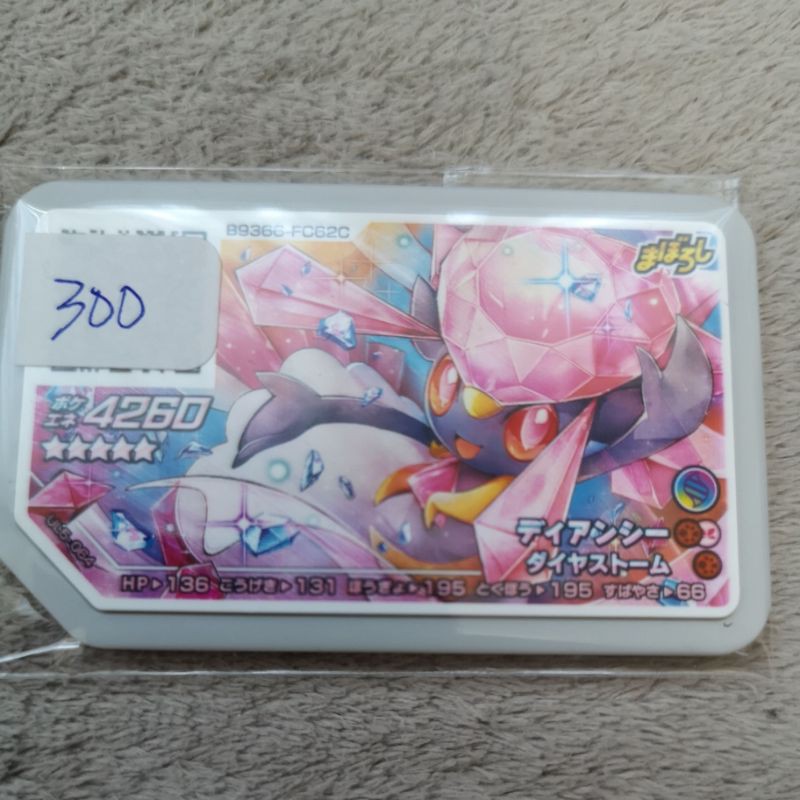 B9366-FC62C
まぼろし
300
ポケエネ 4260
ディアンシー
ダイヤストーム
HP▶136 こうげき▶131 ぼうぎょ▶195 とくぼう▶195 すばやさ▶66